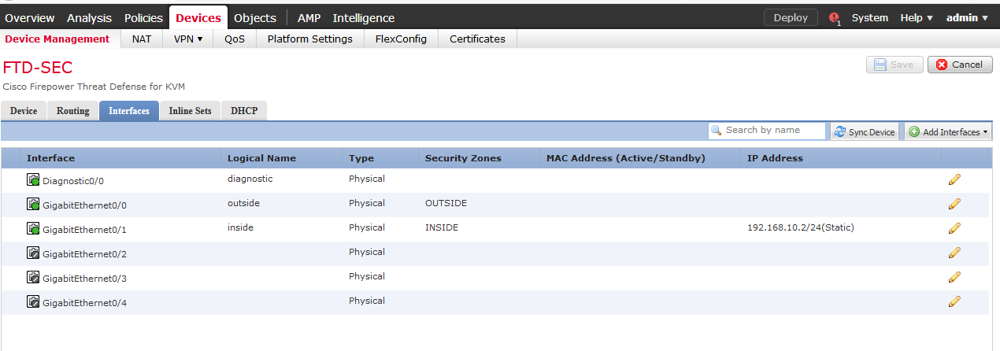 Overview Analysis Policies Devices Objects AMP Intelligence Deploy 1 System Help admin
Device Management NAT VPN QoS Platform Settings FlexConfig Certificates
FTD-SEC Save Cancel
Cisco Firepower Threat Defense for KVM
Device Routing Interfaces Inline Sets DHCP
Search by name Sync Device Add Interfaces
Interface Logical Name Type Security Zones MAC Address (Active/Standby) IP Address
Diagnostic0/0 diagnostic Physical
GigabitEthernet0/0 outside Physical OUTSIDE
GigabitEthernet0/1 inside Physical INSIDE 192.168.10.2/24(Static)
GigabitEthernet0/2 Physical
GigabitEthernet0/3 Physical
GigabitEthernet0/4 Physical